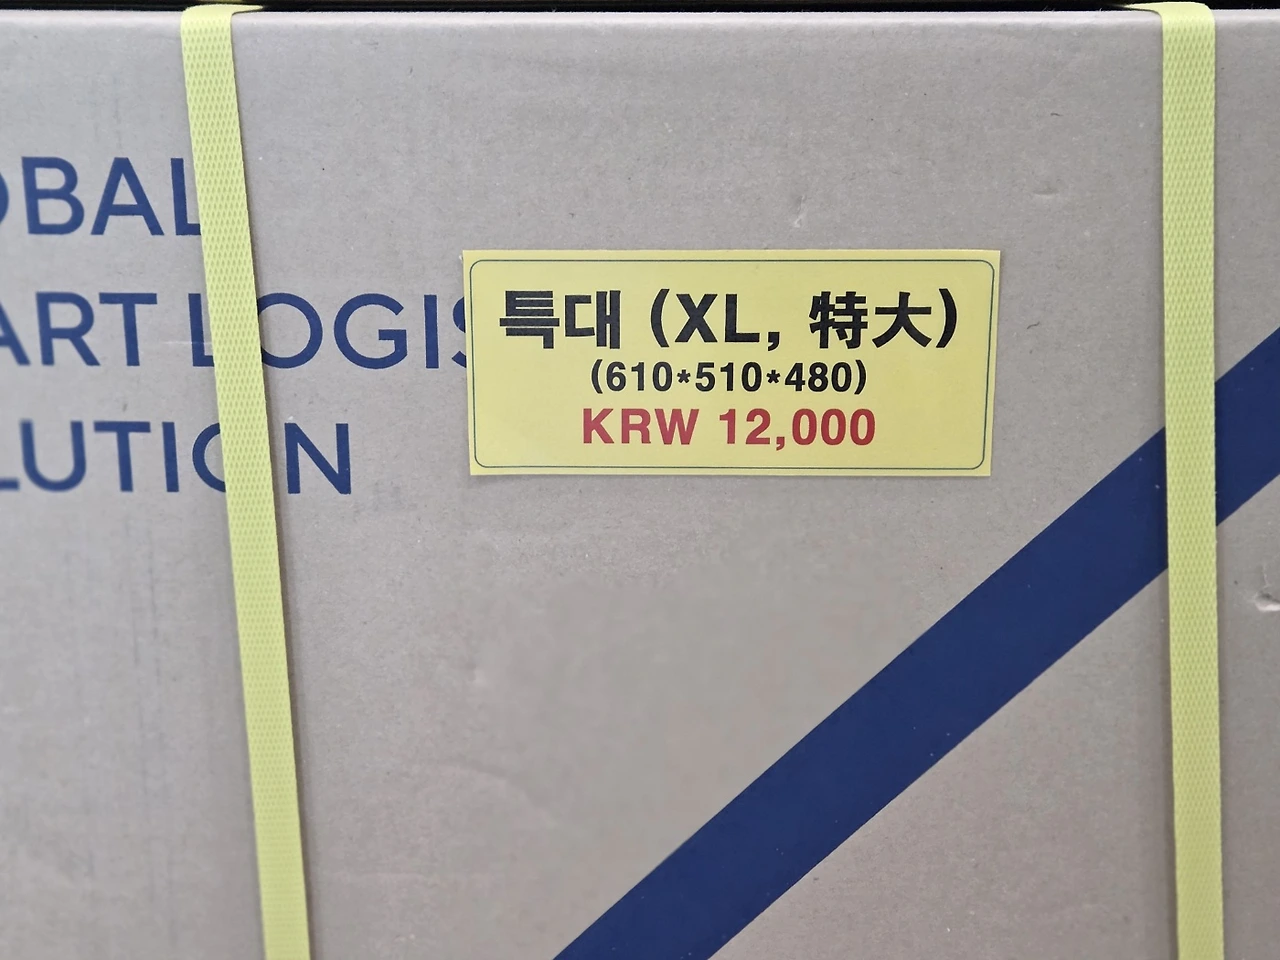 OBAL
ART LOGIS
LUTION
특대 (XL, 特大)
(610*510*480)
KRW 12,000